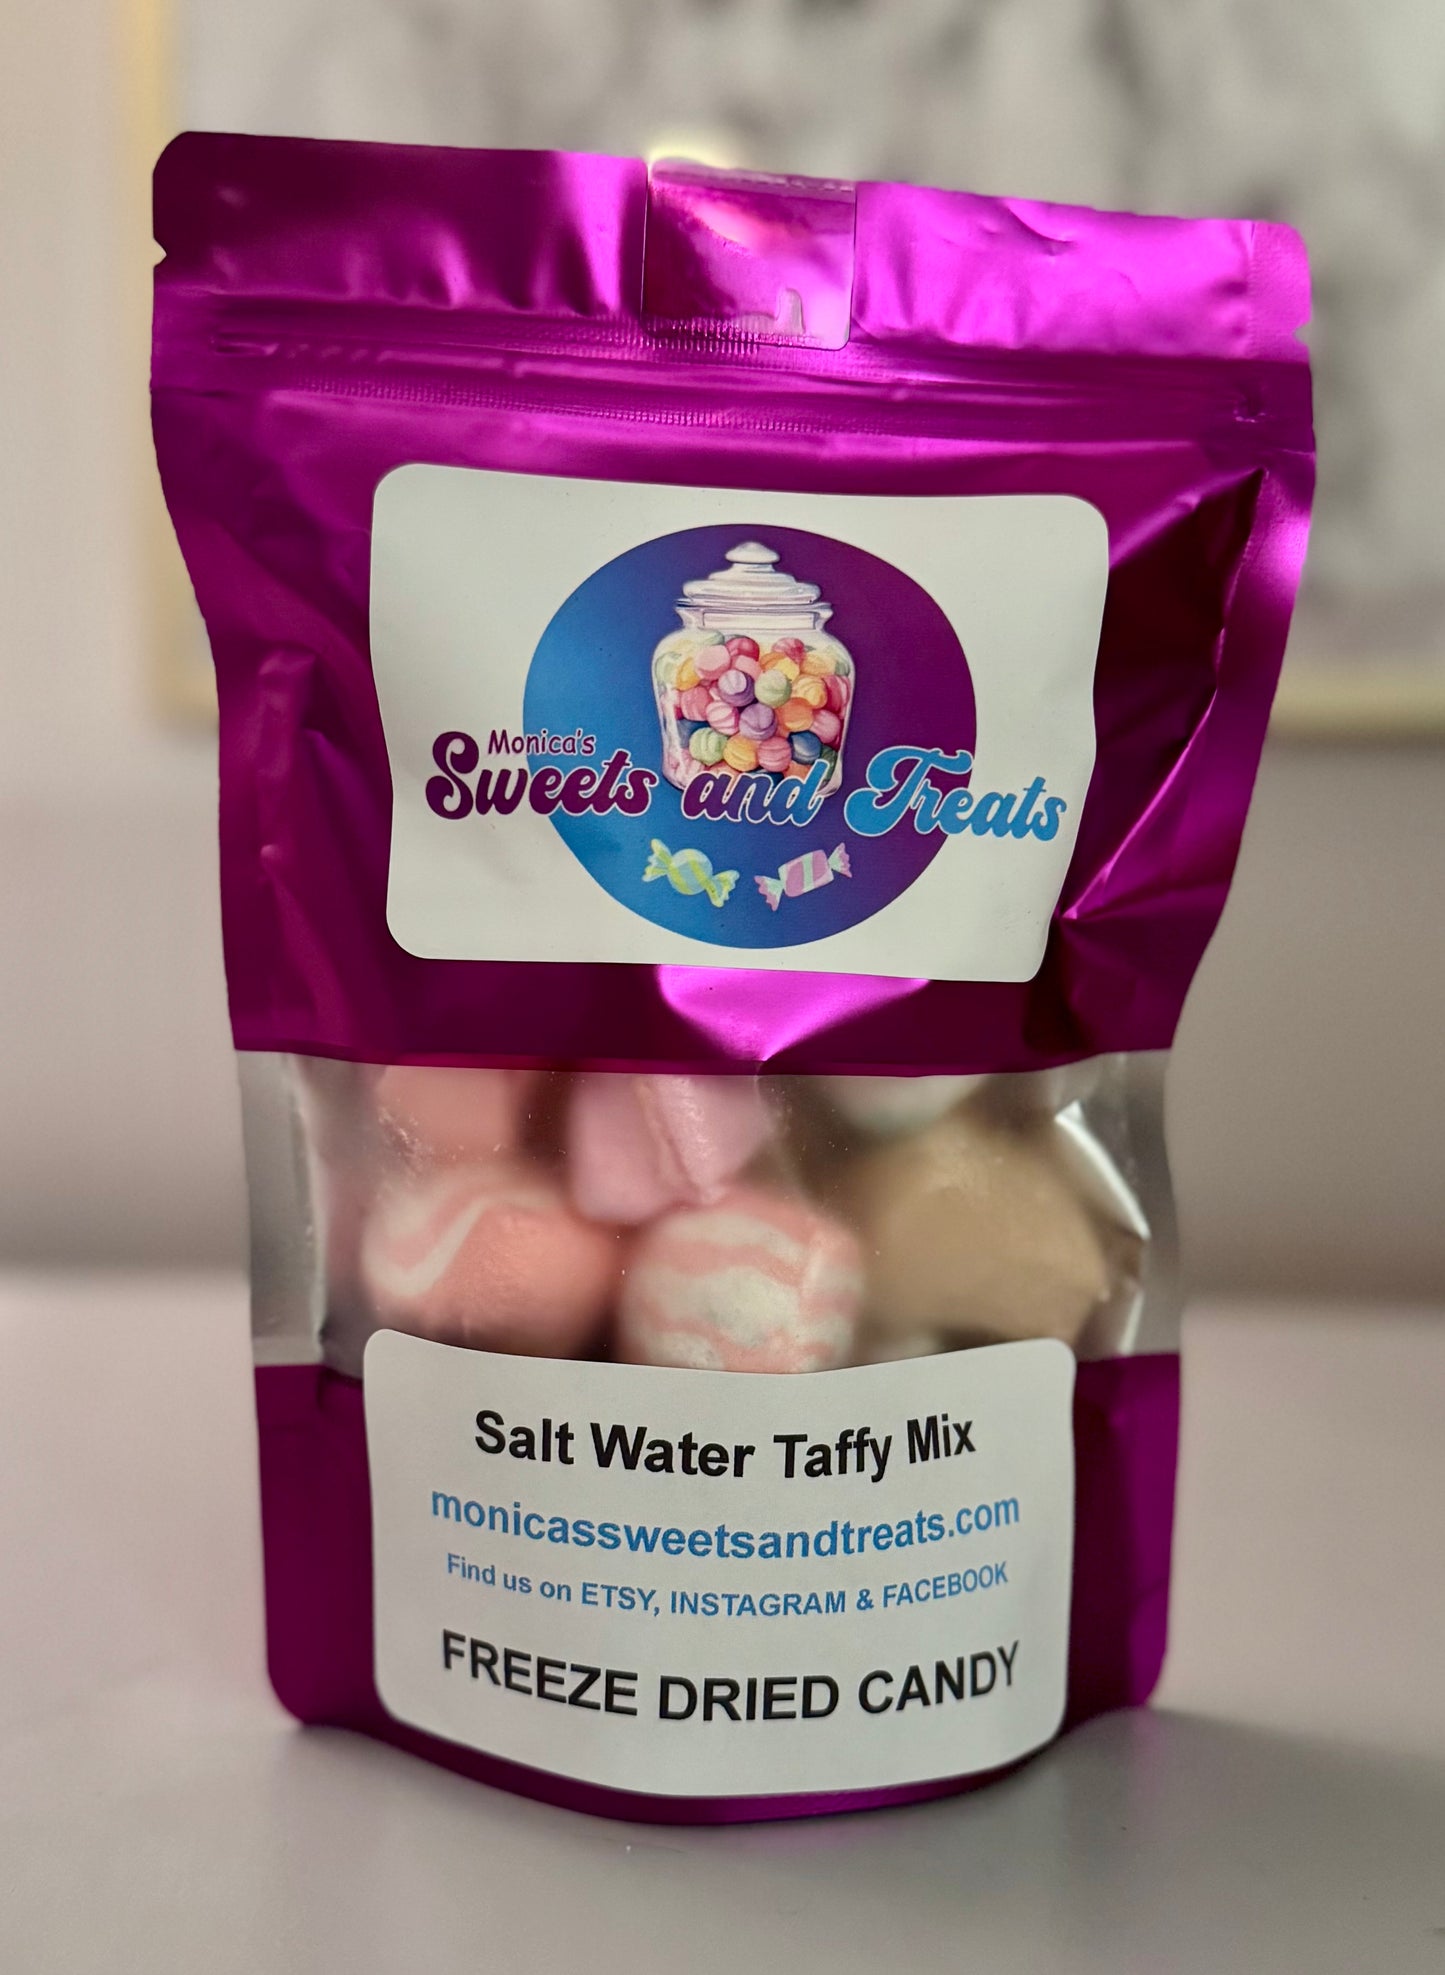 Monica's
Sweets and Treats
Salt Water Taffy Mix
monicassweetsandtreats.com
Find us on ETSY, INSTAGRAM & FACEBOOK
FREEZE DRIED CANDY